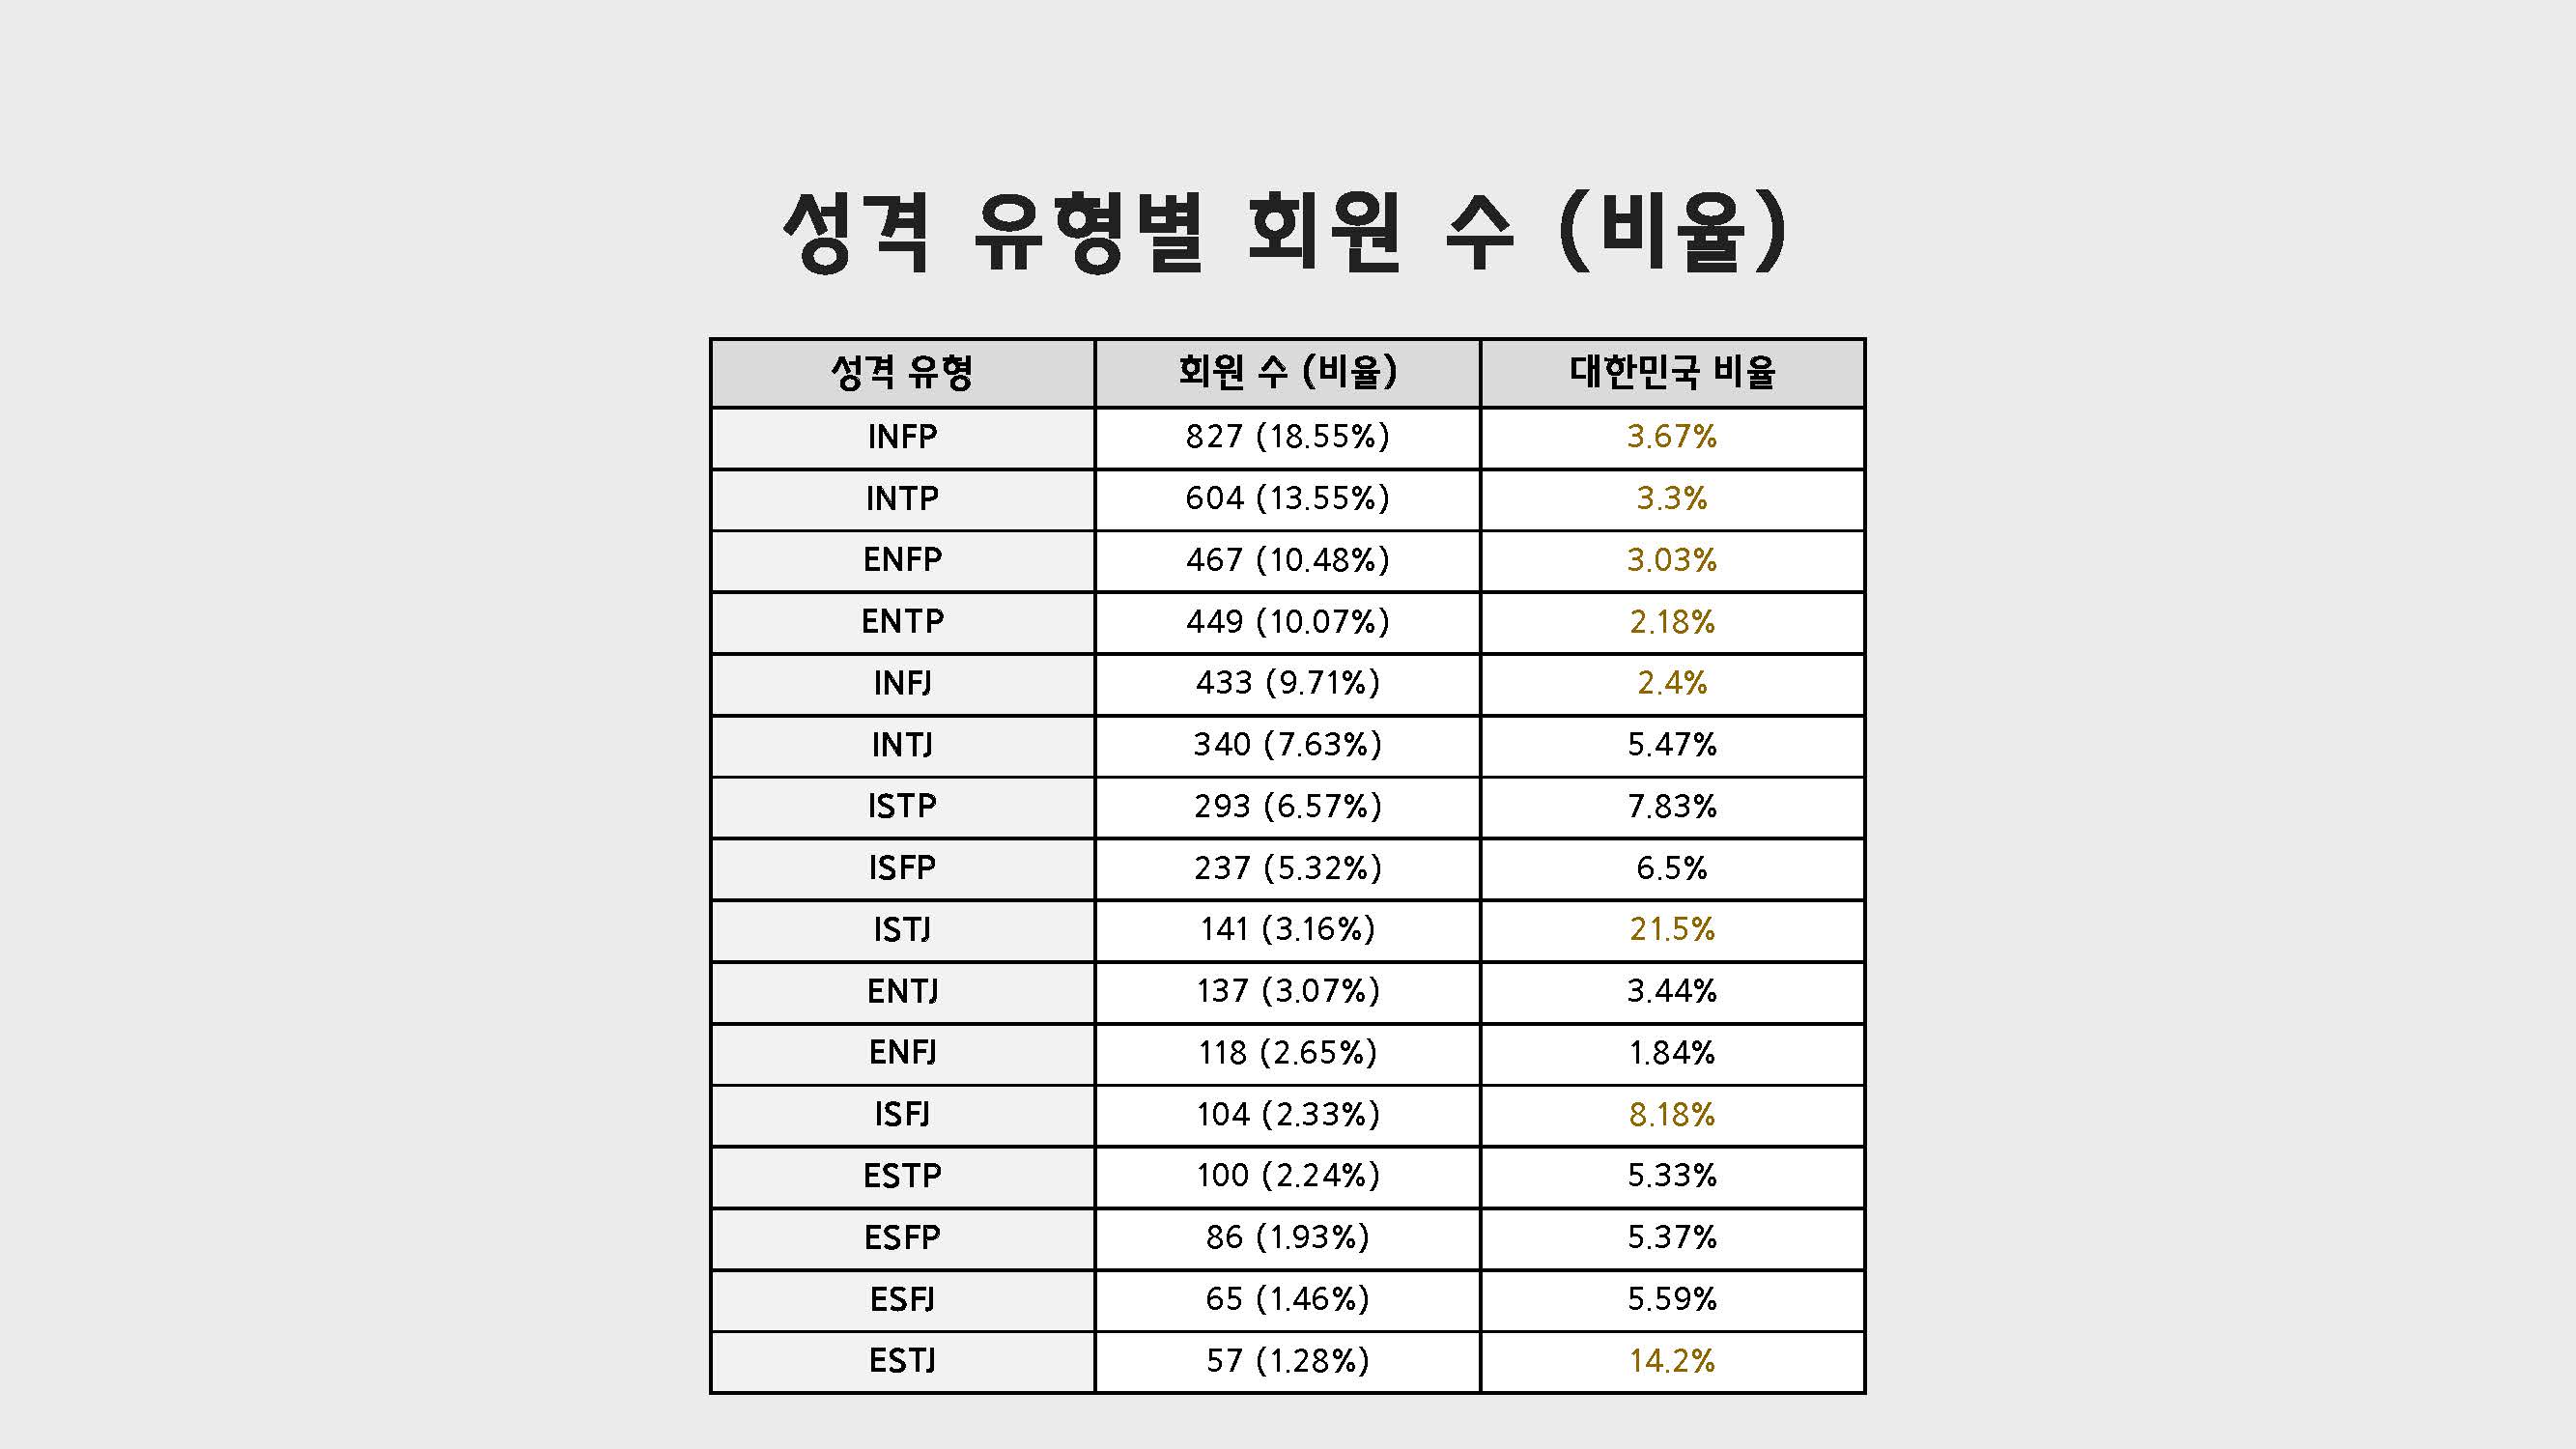 성격 유형별 회원 수 (비율)
성격 유형 회원 수 (비율) 대한민국 비율
INFP 827 (18.55%) 3.67%
INTP 604 (13.55%) 3.3%
ENFP 467 (10.48%) 3.03%
ENTP 449 (10.07%) 2.18%
INFJ 433 (9.71%) 2.4%
INTJ 340 (7.63%) 5.47%
ISTP 293 (6.57%) 7.83%
ISFP 237 (5.32%) 6.5%
ISTJ 141 (3.16%) 21.5%
ENTJ 137 (3.07%) 3.44%
ENFJ 118 (2.65%) 1.84%
ISFJ 104 (2.33%) 8.18%
ESTP 100 (2.24%) 5.33%
ESFP 86 (1.93%) 5.37%
ESFJ 65 (1.46%) 5.59%
ESTJ 57 (1.28%) 14.2%